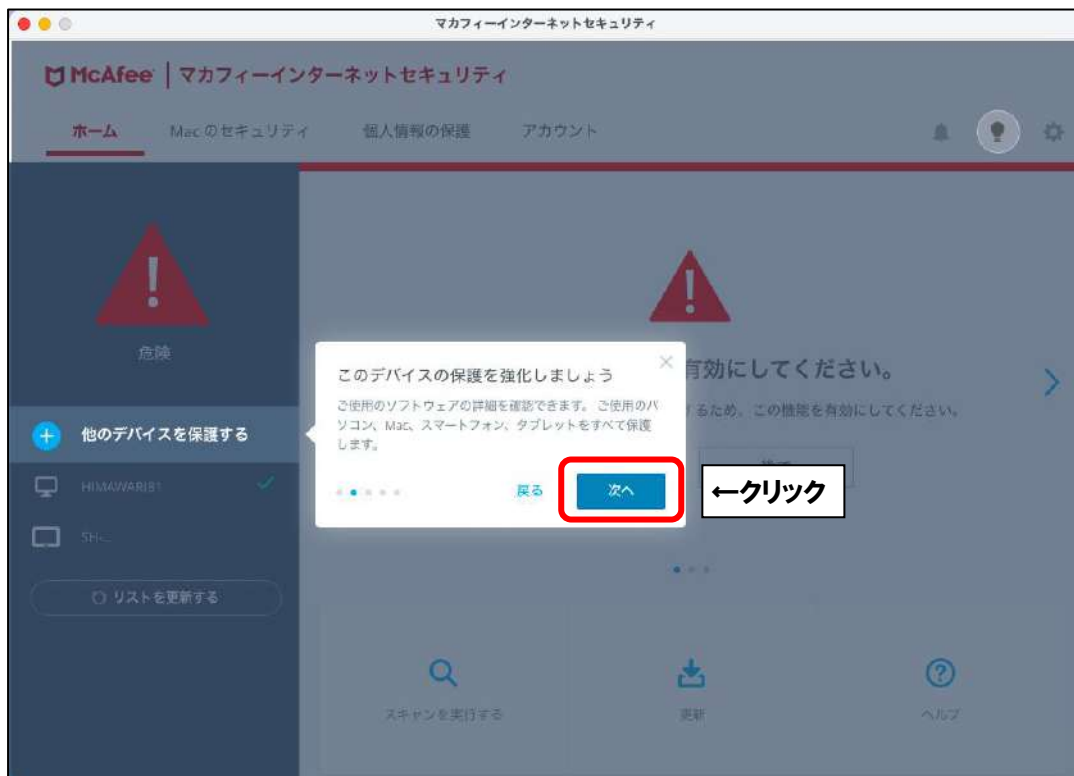 マカフィーインターネットセキュリティ
McAfee | マカフィーインターネットセキュリティ
ホーム Mac のセキュリティ 個人情報の保護 アカウント
危険
他のデバイスを保護する
HIMAWARI81
リストを更新する
このデバイスの保護を強化しましょう
ご使用のソフトウェアの詳細を確認できます。ご使用のパ
ソコン、Mac、スマートフォン、タブレットをすべて保護
します。
戻る 次へ
←クリック
有効にしてください。
るため、この機能を有効にしてください。
スキャンを実行する 更新 ヘルプ